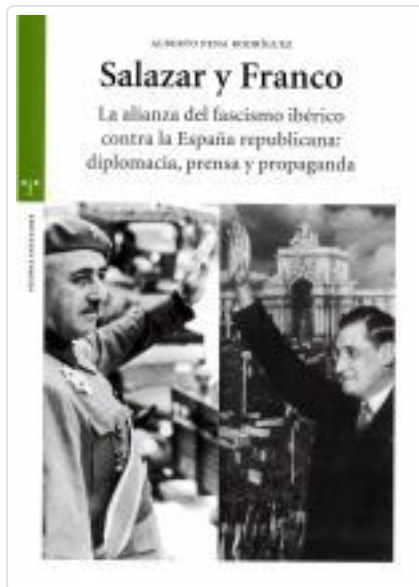 ALBERTO PENA RODRÍGUEZ
Salazar y Franco
La alianza del fascismo ibérico
contra la España republicana:
diplomacia, prensa y propaganda